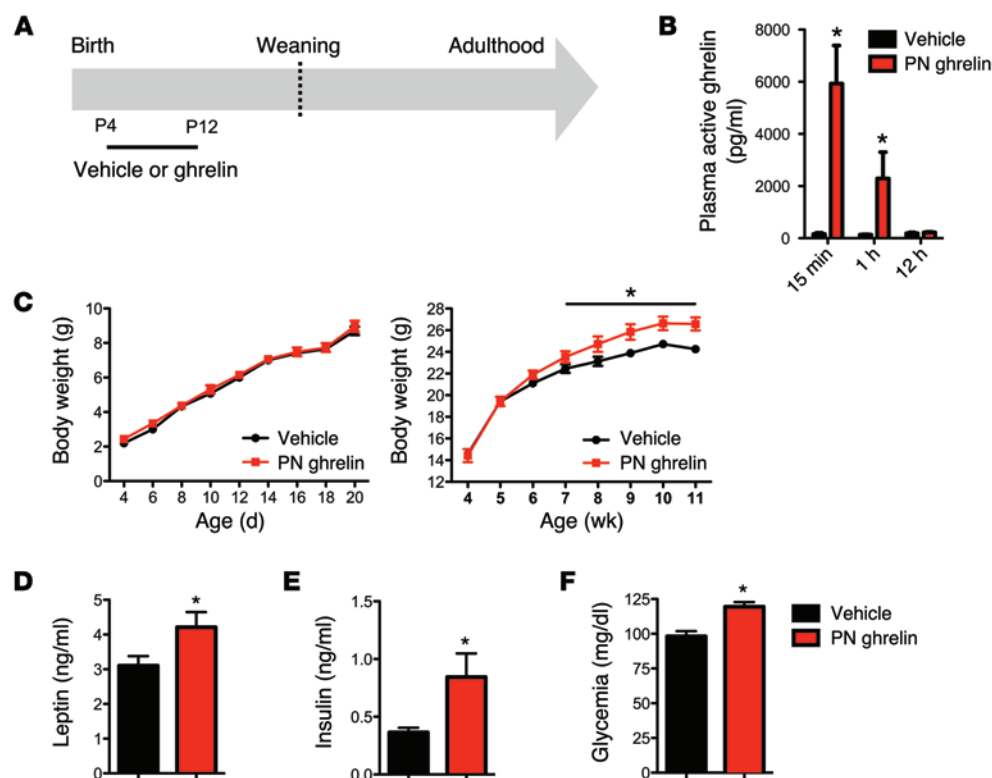 A
Birth Weaning Adulthood
P4 P12
Vehicle or ghrelin
B
Vehicle
PN ghrelin
Plasma active ghrelin
(pg/ml)
8000
6000
4000
2000
0
* *
15 min 1 h 12 h
C
Body weight (g)
10
8
6
4
2
0
Vehicle
PN ghrelin
4 6 8 10 12 14 16 18 20
Age (d)
Body weight (g)
28
26
24
22
20
18
16
14
12
*
Vehicle
PN ghrelin
4 5 6 7 8 9 10 11
Age (wk)
D
Leptin (ng/ml)
5
4
3
3
1
0
*
E
Insulin (ng/ml)
1.5
1.0
0.5
0.0
*
F
Glycemia (mg/dl)
125
100
75
50
25
0
*
Vehicle
PN ghrelin